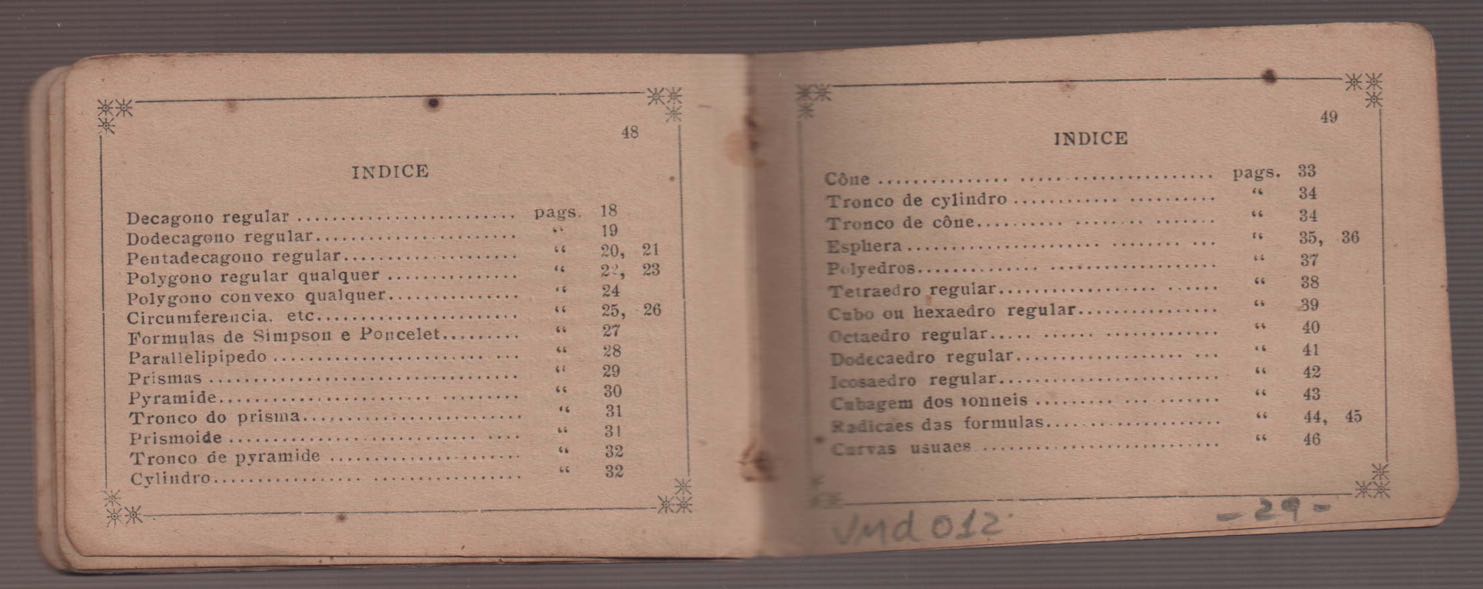 48
INDICE
Decagono regular ........................ pags. 18
Dodecagono regular...................... “ 19
Pentadecagono regular................... “ 20, 21
Polygono regular qualquer .............. “ 22, 23
Polygono convexo qualquer............... “ 24
Circumferencia, etc....................... “ 25, 26
Formulas de Simpson e Poncelet......... “ 27
Parallelipipedo ........................... “ 28
Prismas .................................. “ 29
Pyramide................................. “ 30
Tronco do prisma........................ “ 31
Prismoide ................................ “ 31
Tronco de pyramide ..................... “ 32
Cylindro.................................. “ 32
49
INDICE
Cône .................................... pags. 33
Tronco de cylindro ....................... “ 34
Tronco de cône........................... “ 34
Esphera.................................. “ 35, 36
Polyedros................................. “ 37
Tetraedro regular........................ “ 38
Cubo ou hexaedro regular................ “ 39
Octaedro regular......................... “ 40
Dodecaedro regular...................... “ 41
Icosaedro regular........................ “ 42
Cubagem dos tonneis .................... “ 43
Radicaes das formulas................... “ 44, 45
Curvas usuaes........................... “ 46
VMd 012
- 29 -